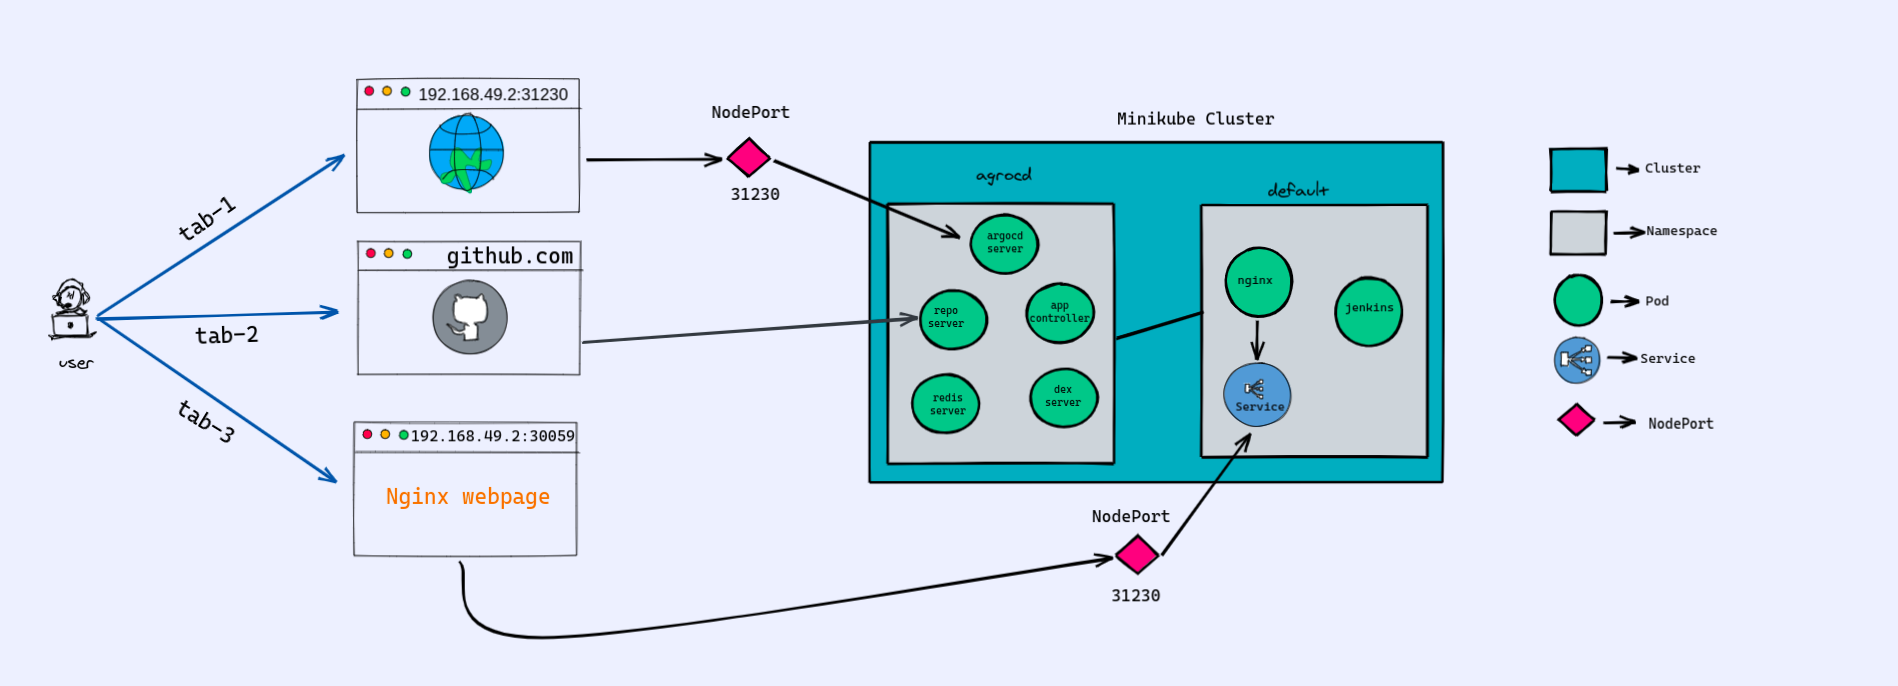 192.168.49.2:31230
NodePort
31230
tab-1
github.com
tab-2
user
tab-3
192.168.49.2:30059
Nginx webpage
Minikube Cluster
agrocd
argocd
server
repo
server
app
controller
redis
server
dex
server
default
nginx
jenkins
Service
NodePort
31230
Cluster
Namespace
Pod
Service
NodePort